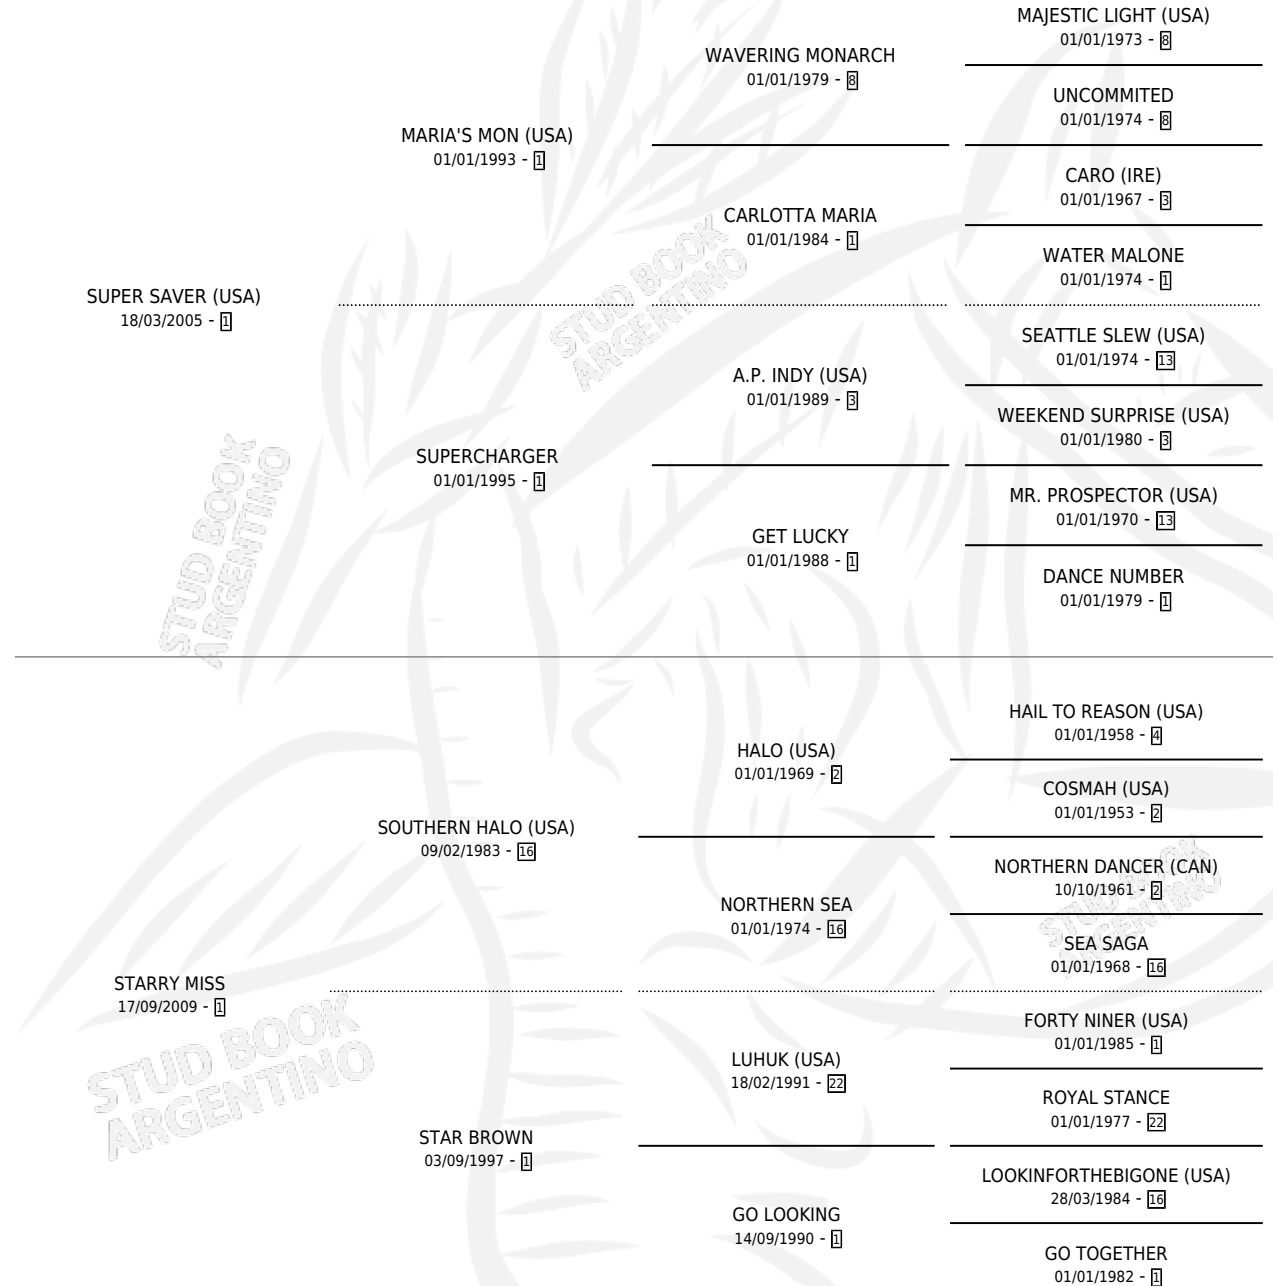 MAJESTIC LIGHT (USA)
01/01/1973 - 8
WAVERING MONARCH
01/01/1979 - 8
UNCOMMITED
01/01/1974 - 8
MARIA'S MON (USA)
01/01/1993 - 1
CARO (IRE)
01/01/1967 - 3
CARLOTTA MARIA
01/01/1984 - 1
WATER MALONE
01/01/1974 - 1
SUPER SAVER (USA)
18/03/2005 - 1
STUD BOOK
ARGENTINO
SEATTLE SLEW (USA)
01/01/1974 - 13
A.P. INDY (USA)
01/01/1989 - 3
WEEKEND SURPRISE (USA)
01/01/1980 - 3
SUPERCHARGER
01/01/1995 - 1
MR. PROSPECTOR (USA)
01/01/1970 - 13
GET LUCKY
01/01/1988 - 1
DANCE NUMBER
01/01/1979 - 1
STUD BOOK
ARGENTINO
HAIL TO REASON (USA)
01/01/1958 - 4
HALO (USA)
01/01/1969 - 2
COSMAH (USA)
01/01/1953 - 2
SOUTHERN HALO (USA)
09/02/1983 - 16
NORTHERN DANCER (CAN)
10/10/1961 - 2
NORTHERN SEA
01/01/1974 - 16
SEA SAGA
01/01/1968 - 16
STUD BOOK
ARGENTINO
STARRY MISS
17/09/2009 - 1
FORTY NINER (USA)
01/01/1985 - 1
LUHUK (USA)
18/02/1991 - 22
ROYAL STANCE
01/01/1977 - 22
STUD BOOK
ARGENTINO
STAR BROWN
03/09/1997 - 1
LOOKINFORTHEBIGONE (USA)
28/03/1984 - 16
GO LOOKING
14/09/1990 - 1
GO TOGETHER
01/01/1982 - 1